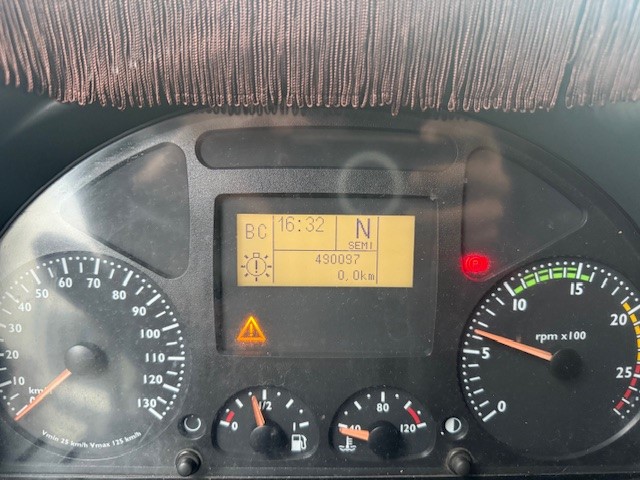 BC 16:32 N
SEMI
490097
0,0km
10 20 30 40 50 60 70 80 90 100 110 120 130
km/
Vmin 25 km/h Vmax 125 km/h
0 1/2
40 80 120
0 5 10 15 20 25
rpm x100